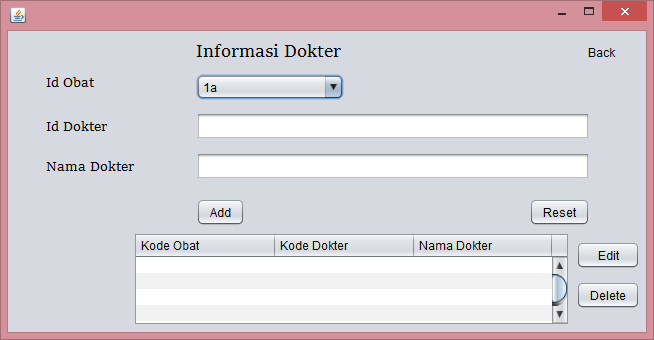 Informasi Dokter
Back
Id Obat
1a
Id Dokter
Nama Dokter
Add
Reset
Kode Obat Kode Dokter Nama Dokter
Edit
Delete